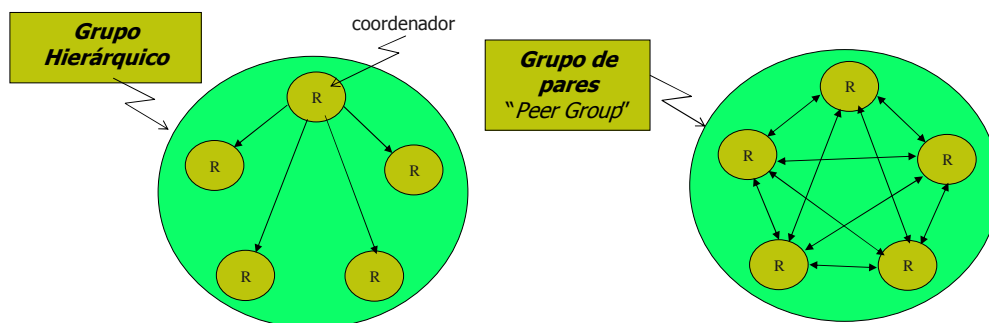 Grupo
Hierárquico
coordenador
R
R
R
R
R
Grupo de
pares
"Peer Group"
R
R
R
R
R